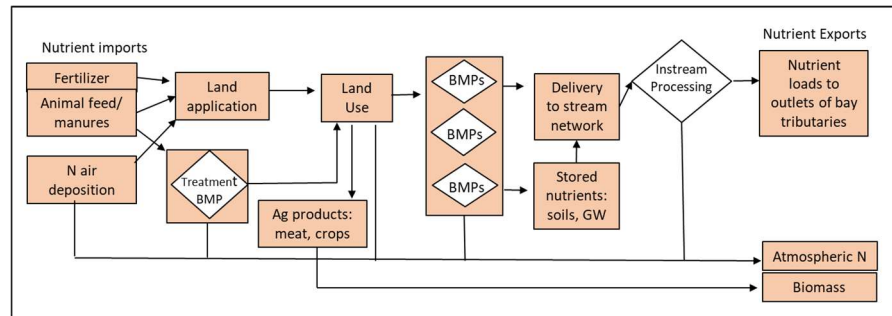 Nutrient imports
Fertilizer
Animal feed/
manures
N air
deposition
Land
application
Treatment
BMP
Land
Use
Ag products:
meat, crops
BMPs
BMPs
BMPs
Delivery
to stream
network
Stored
nutrients:
soils, GW
Instream
Processing
Nutrient Exports
Nutrient
loads to
outlets of bay
tributaries
Atmospheric N
Biomass